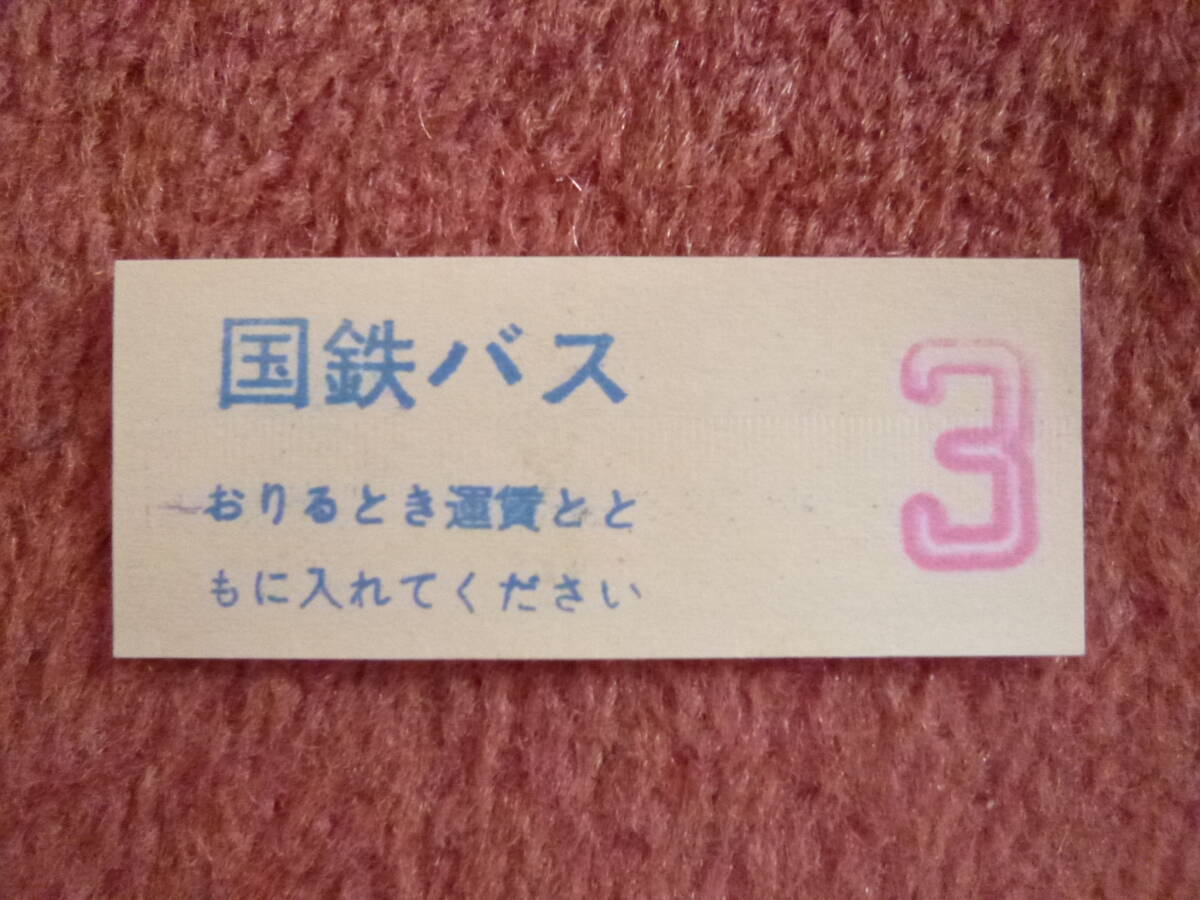 国鉄バス
3
おりるとき運賃とと
もに入れてください